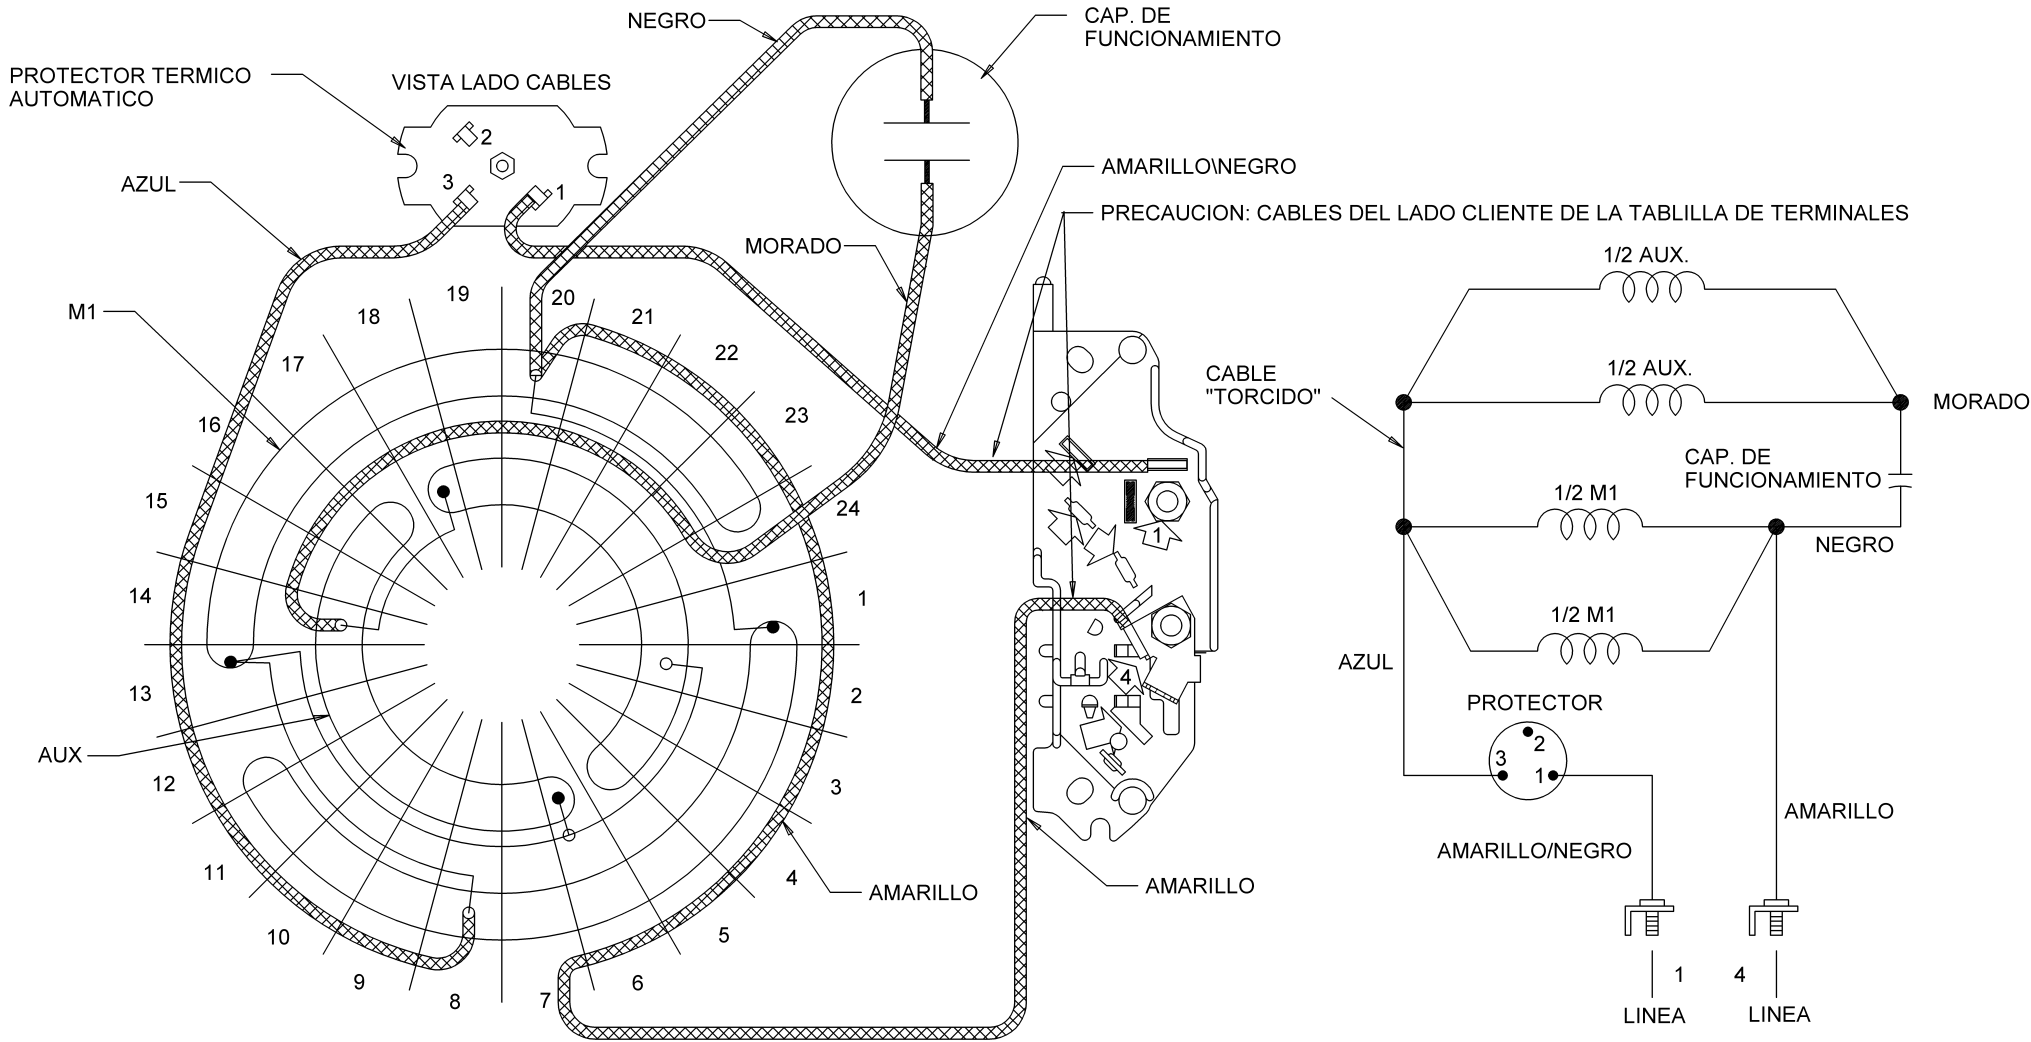 NEGRO
CAP. DE
FUNCIONAMIENTO
PROTECTOR TERMICO
AUTOMATICO
VISTA LADO CABLES
2
3
1
AZUL
AMARILLO\NEGRO
PRECAUCION: CABLES DEL LADO CLIENTE DE LA TABLILLA DE TERMINALES
MORADO
M1
19
20
21
18
22
17
23
16
24
15
14
1
13
2
12
3
11
4
10
5
9
6
8
7
AUX
AMARILLO
AMARILLO
1
4
1/2 AUX.
1/2 AUX.
CABLE
"TORCIDO"
MORADO
CAP. DE
FUNCIONAMIENTO
1/2 M1
NEGRO
1/2 M1
AZUL
PROTECTOR
2
3
1
AMARILLO
AMARILLO/NEGRO
1
4
LINEA
LINEA